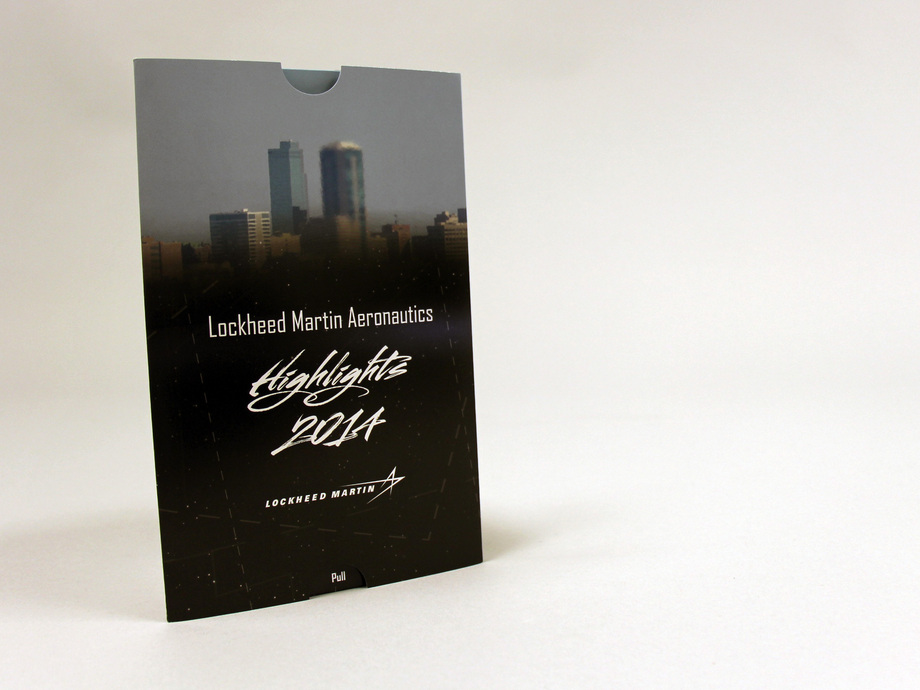 Lockheed Martin Aeronautics
Highlights
2014
LOCKHEED MARTIN
Pull